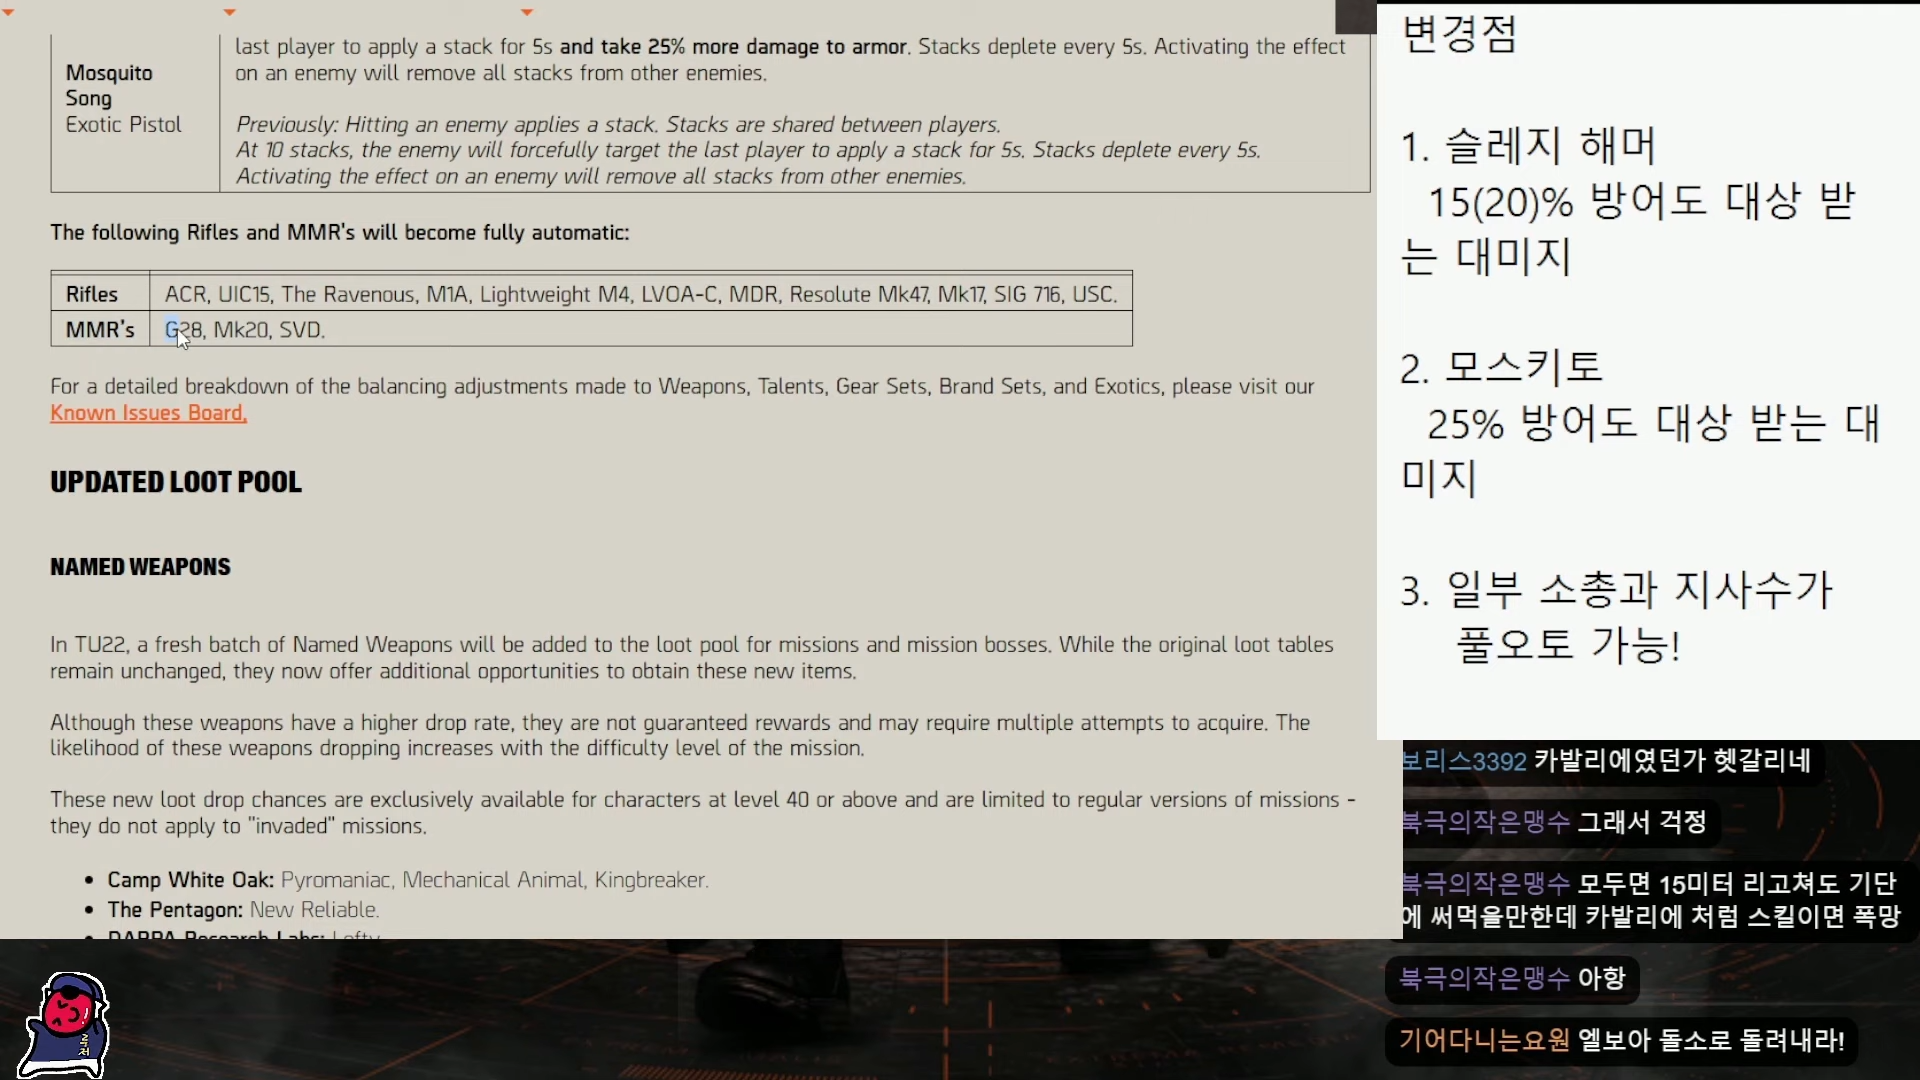 last player to apply a stack for 5s and take 25% more damage to armor. Stacks deplete every 5s. Activating the effect
on an enemy will remove all stacks from other enemies.
Mosquito
Song
Exotic Pistol
Previously: Hitting an enemy applies a stack. Stacks are shared between players.
At 10 stacks, the enemy will forcefully target the last player to apply a stack for 5s. Stacks deplete every 5s.
Activating the effect on an enemy will remove all stacks from other enemies.
The following Rifles and MMR's will become fully automatic:
Rifles ACR, UIC15, The Ravenous, M1A, Lightweight M4, LVOA-C, MDR, Resolute Mk47, Mk17, SIG 716, USC.
MMR's G28, Mk20, SVD.
For a detailed breakdown of the balancing adjustments made to Weapons, Talents, Gear Sets, Brand Sets, and Exotics, please visit our
Known Issues Board.
UPDATED LOOT POOL
NAMED WEAPONS
In TU22, a fresh batch of Named Weapons will be added to the loot pool for missions and mission bosses. While the original loot tables
remain unchanged, they now offer additional opportunities to obtain these new items.
Although these weapons have a higher drop rate, they are not guaranteed rewards and may require multiple attempts to acquire. The
likelihood of these weapons dropping increases with the difficulty level of the mission.
These new loot drop chances are exclusively available for characters at level 40 or above and are limited to regular versions of missions -
they do not apply to "invaded" missions.
• Camp White Oak: Pyromaniac, Mechanical Animal, Kingbreaker.
• The Pentagon: New Reliable.
• DARPA Research Labs: Lefty
변경점
1. 슬레지 해머
15(20)% 방어도 대상 받
는 대미지
2. 모스키토
25% 방어도 대상 받는 대
미지
3. 일부 소총과 지사수가
풀오토 가능!
보리스3392 카발리에였던가 헷갈리네
북극의작은맹수 그래서 걱정
북극의작은맹수 모두면 15미터 리고쳐도 기단
에 써먹을만한데 카발리에 처럼 스킬이면 폭망
북극의작은맹수 아항
기어다니는요원 엘보아 돌소로 돌려내라!
루저